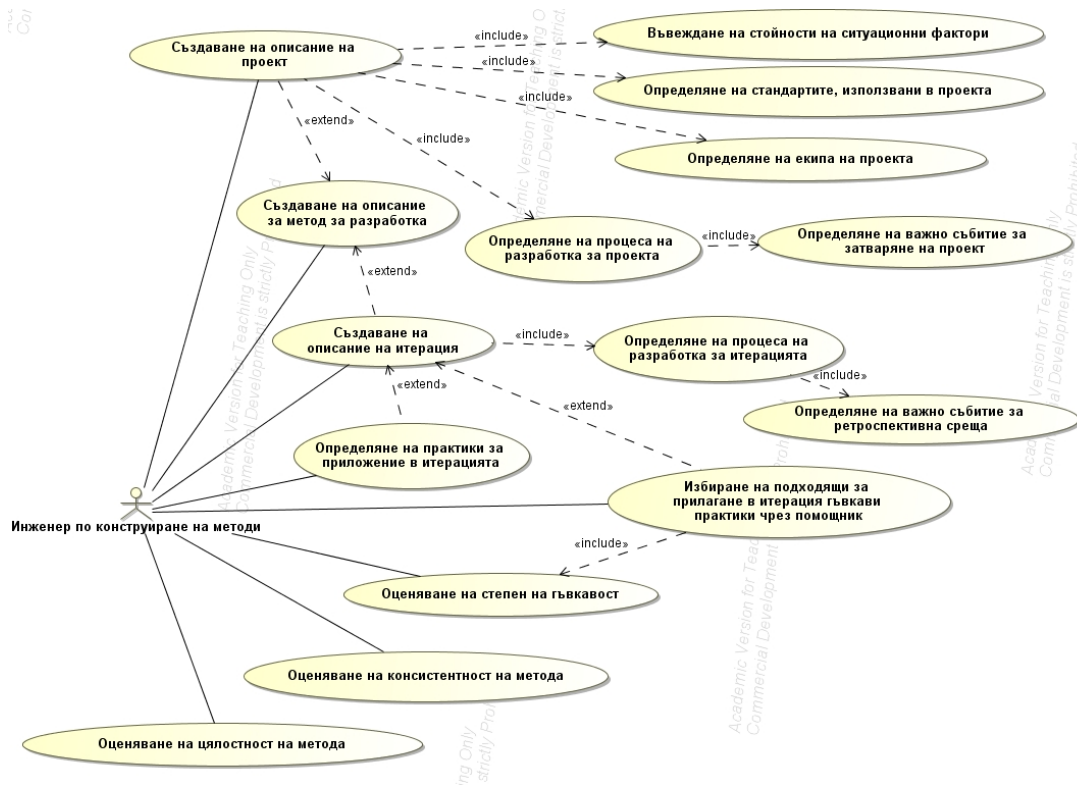 Създаване на описание на
проект
«include»
Въвеждане на стойности на ситуационни фактори
«include»
Определяне на стандартите, използвани в проекта
«include»
Определяне на екипа на проекта
«extend»
«include»
Създаване на описание
за метод за разработка
Определяне на процеса на
разработка за проекта
«include»
Определяне на важно събитие за
затваряне на проект
«extend»
Създаване на
описание на итерация
«include»
Определяне на процеса на
разработка за итерацията
«include»
Определяне на важно събитие за
ретроспективна среща
«extend»
«extend»
Определяне на практики за
приложение в итерацията
Избиране на подходящи за
прилагане в итерация гъвкави
практики чрез помощник
Инженер по конструиране на методи
«include»
Оценяване на степен на гъвкавост
Оценяване на консистентност на метода
Оценяване на цялостност на метода
Academic Version for Teaching Only
Commercial Development is strictly Prohibited